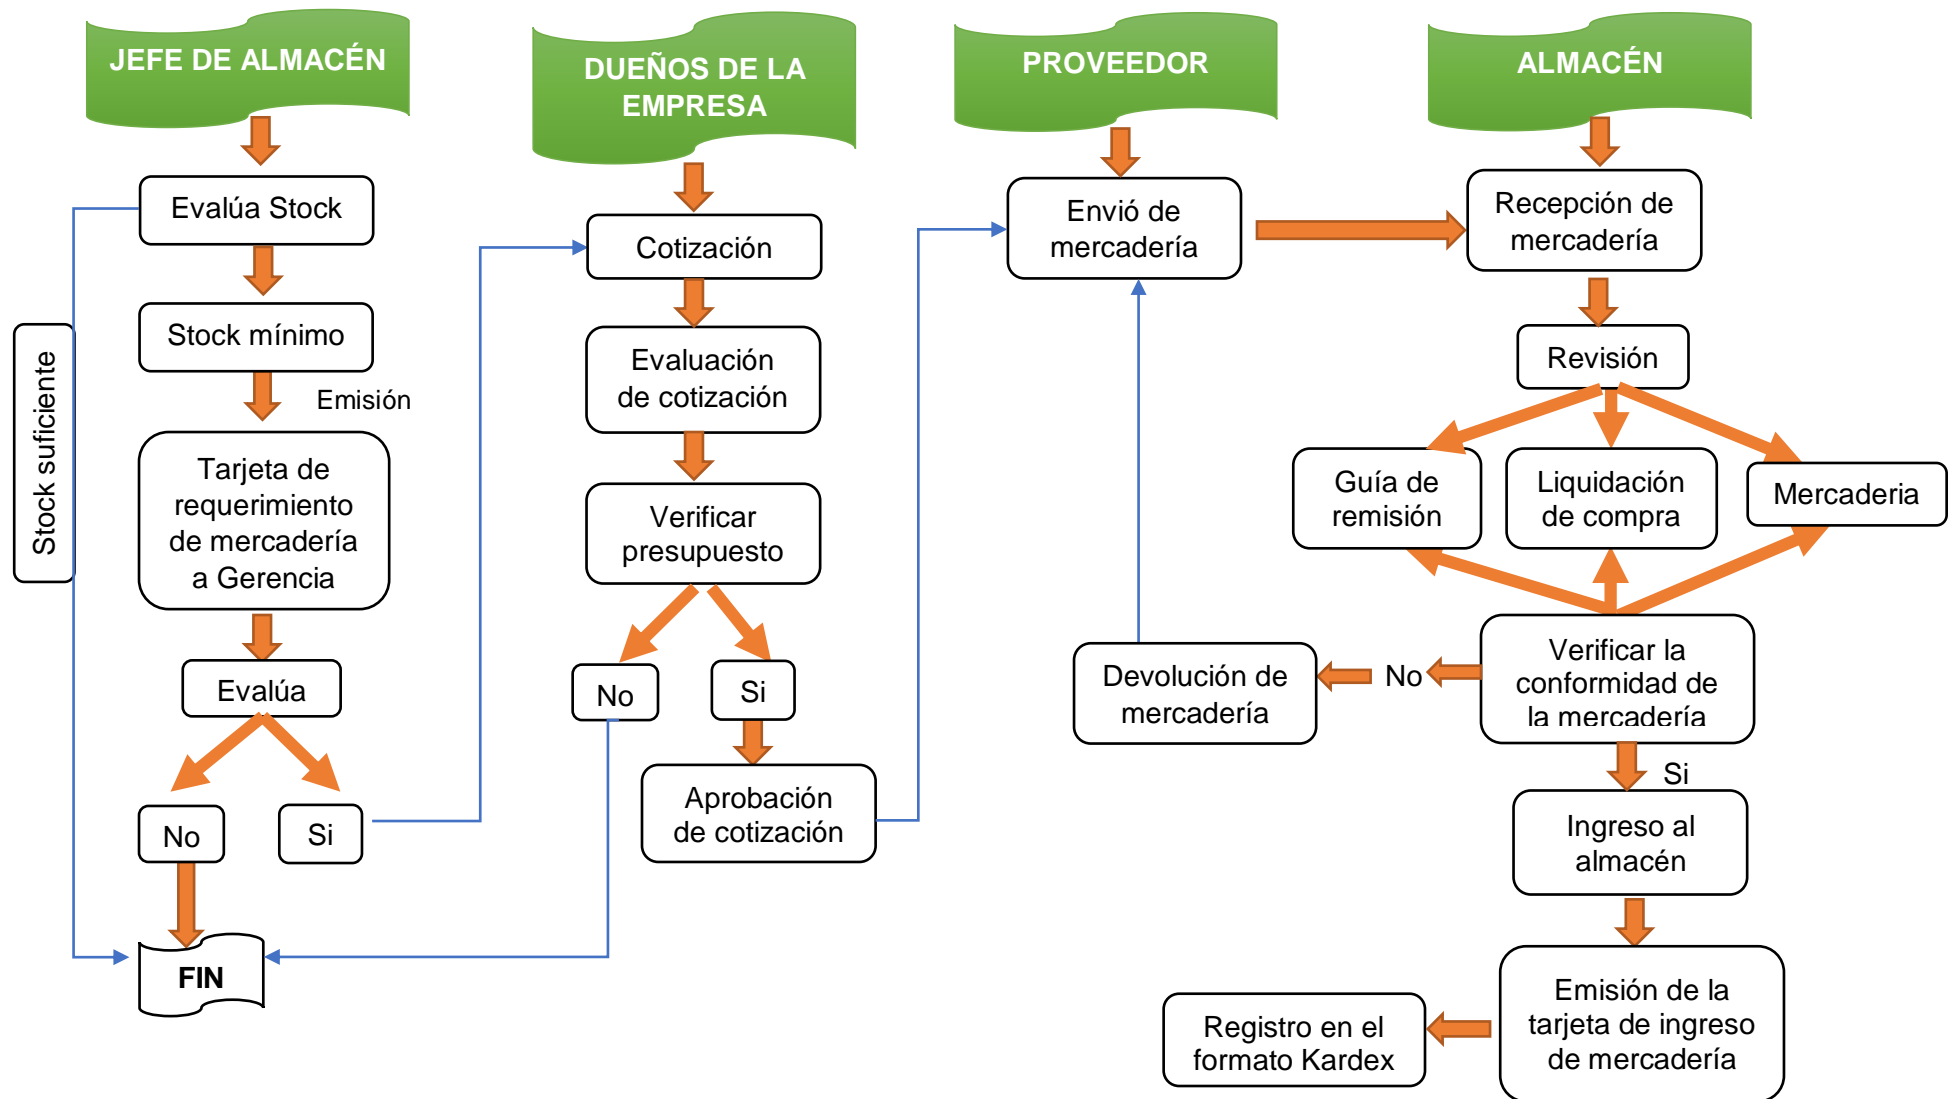 JEFE DE ALMACÉN
Evalúa Stock
Stock mínimo
Emisión
Stock suficiente
Tarjeta de
requerimiento
de mercadería
a Gerencia
Evalúa
No
Si
FIN
DUEÑOS DE LA
EMPRESA
Cotización
Evaluación
de cotización
Verificar
presupuesto
No
Si
Aprobación
de cotización
PROVEEDOR
Envió de
mercadería
Devolución de
mercadería
ALMACÉN
Recepción de
mercadería
Revisión
Guía de
remisión
Liquidación
de compra
Mercaderia
Verificar la
conformidad de
la mercadería
No
Si
Ingreso al
almacén
Emisión de la
tarjeta de ingreso
de mercadería
Registro en el
formato Kardex